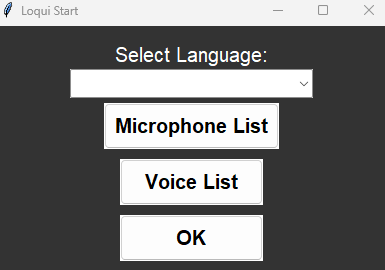 Loqui Start
Select Language:
Microphone List
Voice List
OK